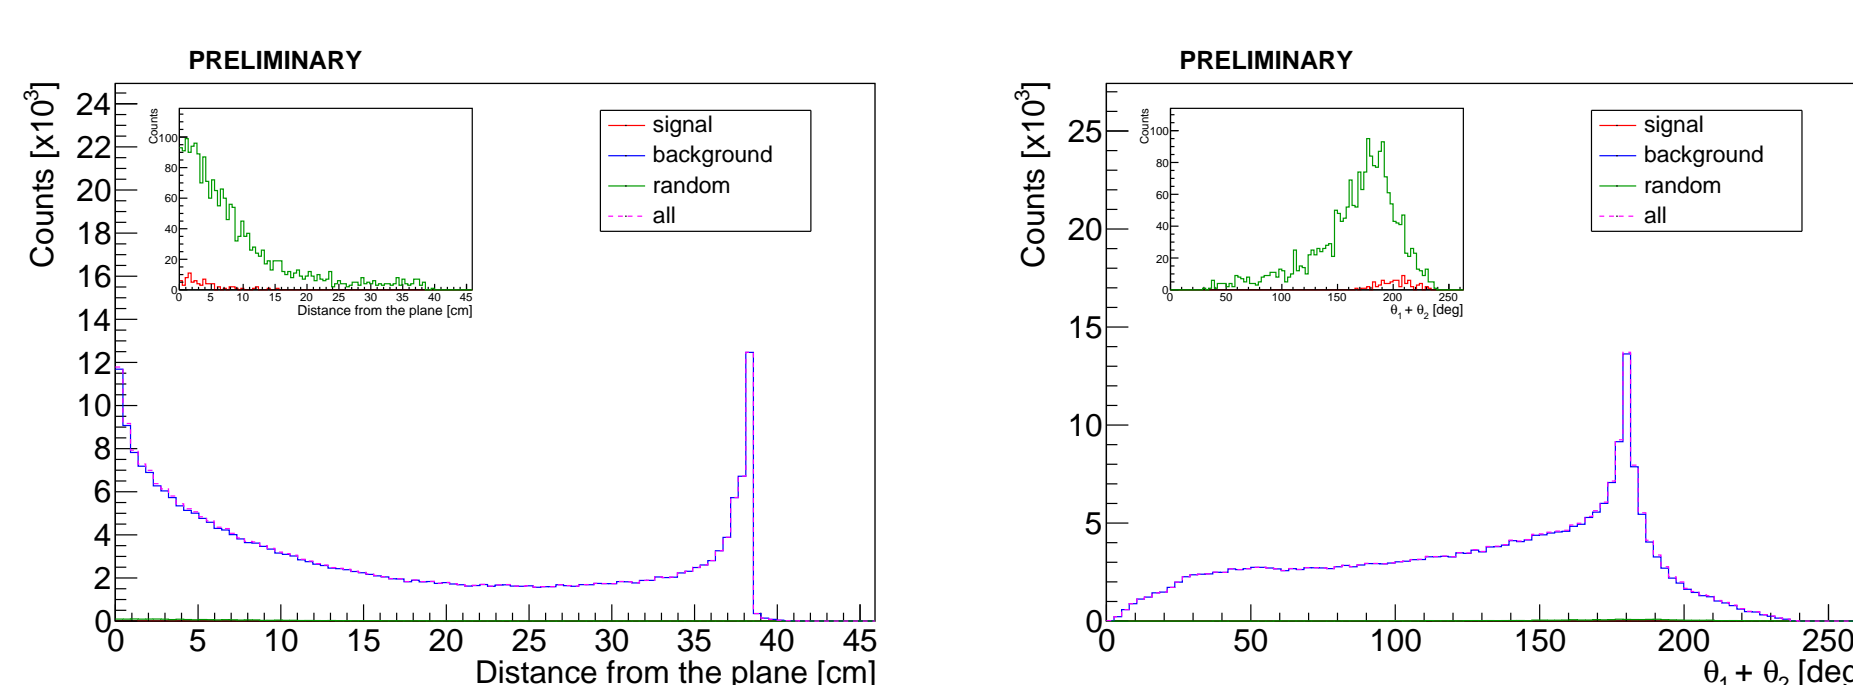 PRELIMINARY
Counts [x10³]
24
22
20
18
16
14
12
10
8
6
4
2
0
0 5 10 15 20 25 30 35 40 45
Distance from the plane [cm]
Counts
100
80
60
40
20
0
0 5 10 15 20 25 30 35 40 45
Distance from the plane [cm]
signal
background
random
all
PRELIMINARY
Counts [x10³]
25
20
15
10
5
0
0 50 100 150 200 250
θ₁ + θ₂ [deg
Counts
100
80
60
40
20
0
0 50 100 150 200 250
θ₁ + θ₂ [deg]
signal
background
random
all